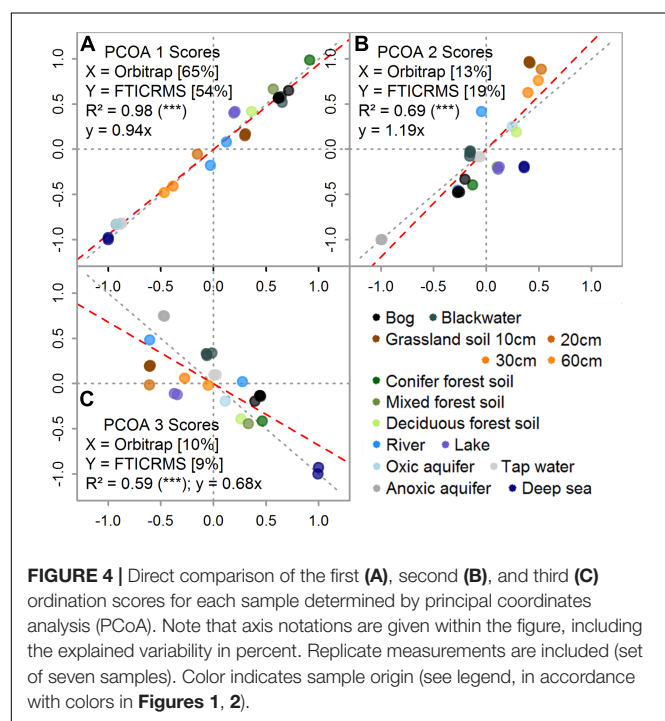 A
PCOA 1 Scores
X = Orbitrap [65%]
Y = FTICRMS [54%]
R² = 0.98 (***)
y = 0.94x
1.0
0.5
0.0
-0.5
-1.0
-1.0 -0.5 0.0 0.5 1.0
B
PCOA 2 Scores
X = Orbitrap [13%]
Y = FTICRMS [19%]
R² = 0.69 (***)
y = 1.19x
1.0
0.5
0.0
-0.5
-1.0
-1.0 -0.5 0.0 0.5 1.0
C
PCOA 3 Scores
X = Orbitrap [10%]
Y = FTICRMS [9%]
R² = 0.59 (***); y = 0.68x
1.0
0.5
0.0
-0.5
-1.0
-1.0 -0.5 0.0 0.5 1.0
Bog Blackwater
Grassland soil 10cm 20cm
30cm 60cm
Conifer forest soil
Mixed forest soil
Deciduous forest soil
River Lake
Oxic aquifer Tap water
Anoxic aquifer Deep sea
FIGURE 4 | Direct comparison of the first (A), second (B), and third (C)
ordination scores for each sample determined by principal coordinates
analysis (PCoA). Note that axis notations are given within the figure, including
the explained variability in percent. Replicate measurements are included (set
of seven samples). Color indicates sample origin (see legend, in accordance
with colors in Figures 1, 2).